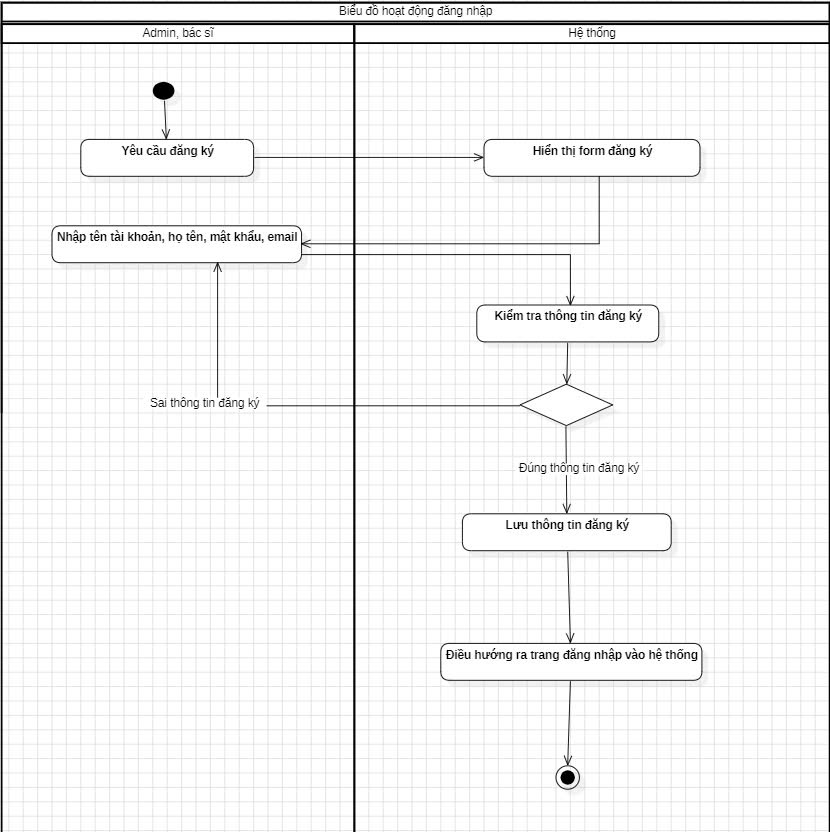 Biểu đồ hoạt động đăng nhập
Admin, bác sĩ
Hệ thống
Yêu cầu đăng ký
Hiển thị form đăng ký
Nhập tên tài khoản, họ tên, mật khẩu, email
Kiểm tra thông tin đăng ký
Sai thông tin đăng ký
Đúng thông tin đăng ký
Lưu thông tin đăng ký
Điều hướng ra trang đăng nhập vào hệ thống